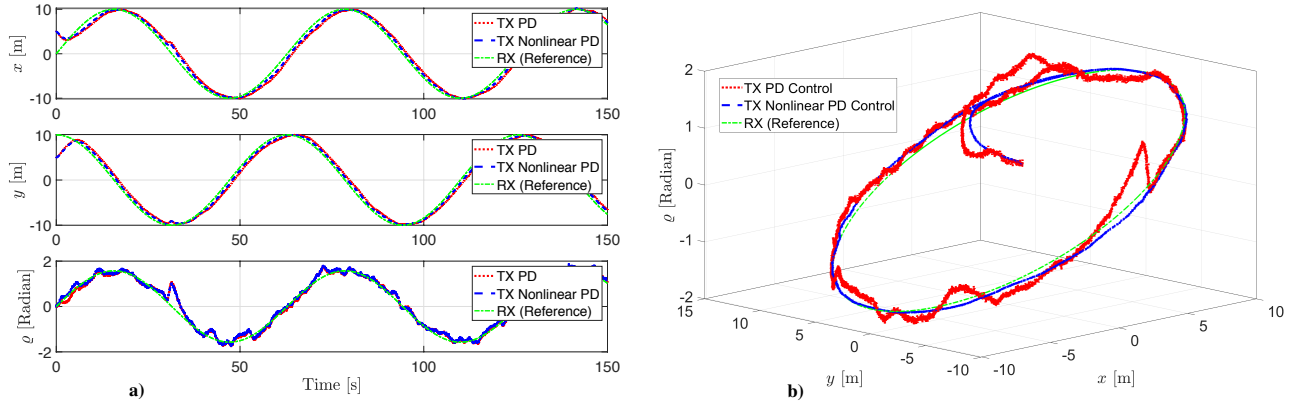 10
0
-10
x [m]
TX PD
TX Nonlinear PD
RX (Reference)
0
50
100
150
10
0
-10
y [m]
TX PD
TX Nonlinear PD
RX (Reference)
0
50
100
150
2
0
-2
ϱ [Radian]
TX PD
TX Nonlinear PD
RX (Reference)
0
50
100
150
Time [s]
a)
2
1
0
-1
-2
ϱ [Radian]
TX PD Control
TX Nonlinear PD Control
RX (Reference)
15
10
5
0
-5
-10
y [m]
-10
-5
0
5
10
x [m]
b)